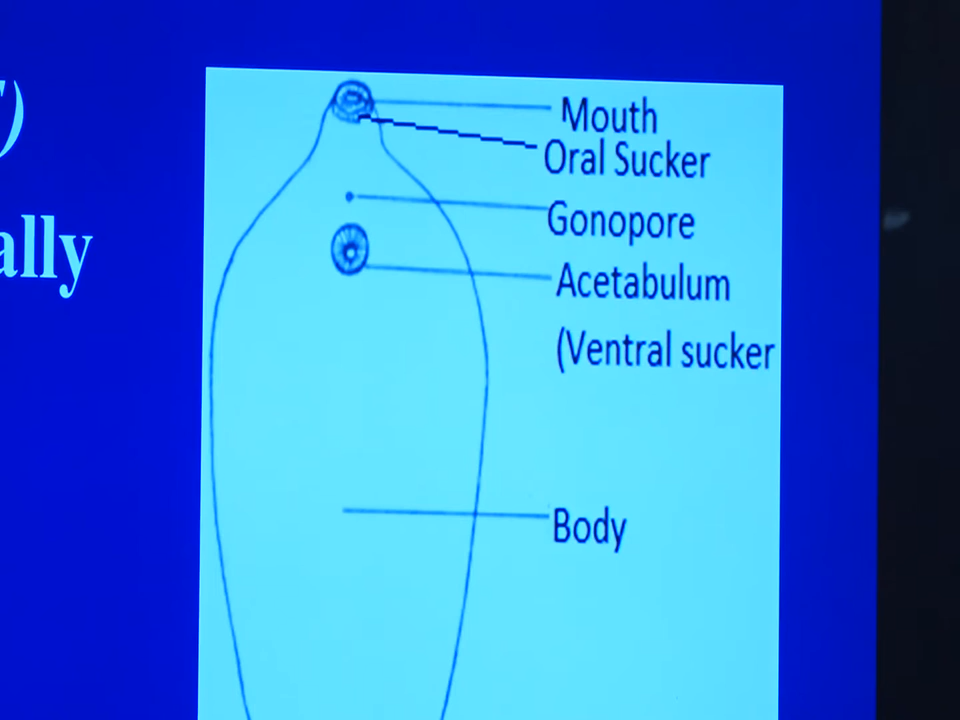 ally
Mouth
Oral Sucker
Gonopore
Acetabulum
(Ventral sucker
Body